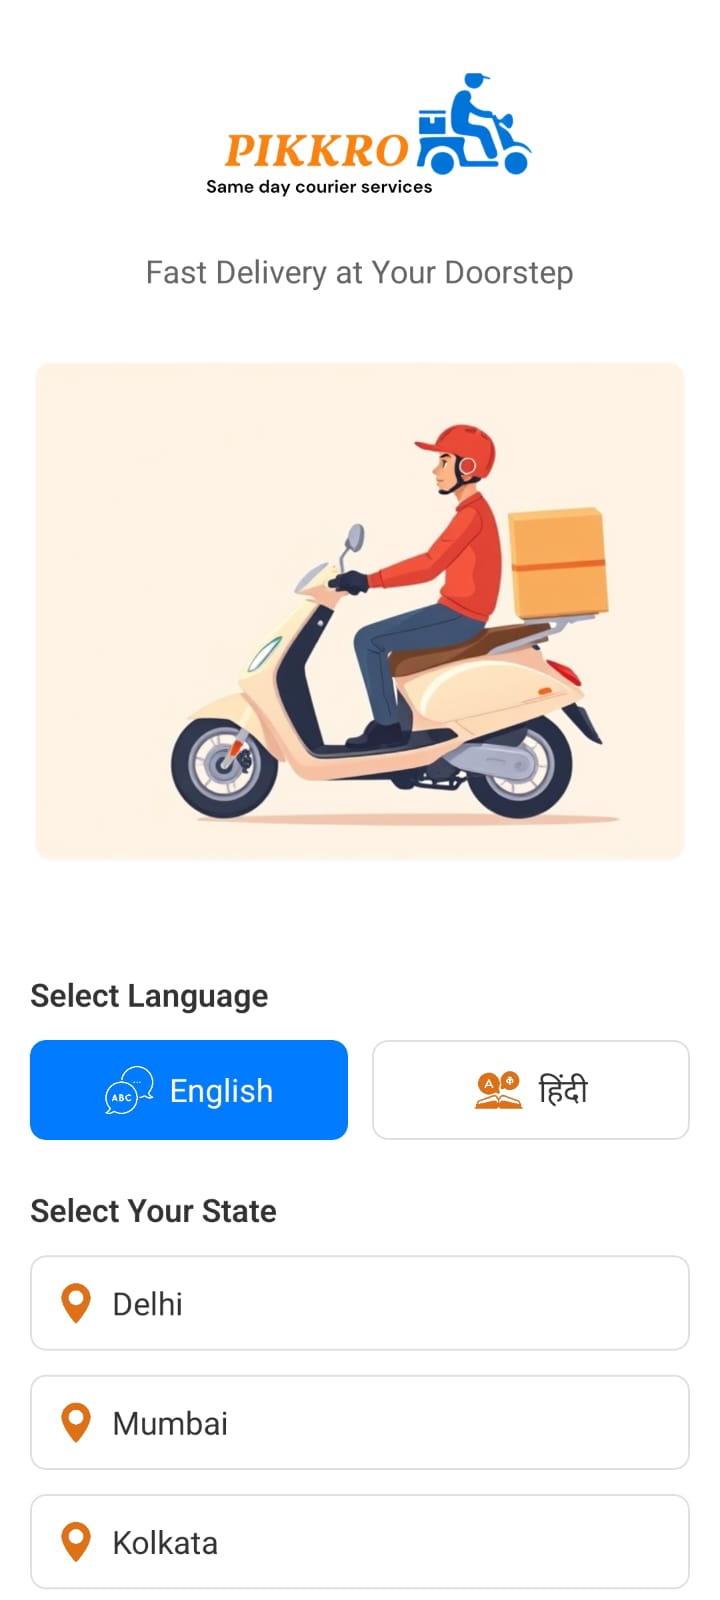 PIKKRO
Same day courier services
Fast Delivery at Your Doorstep
Select Language
ABC English
A हिंदी
Select Your State
Delhi
Mumbai
Kolkata